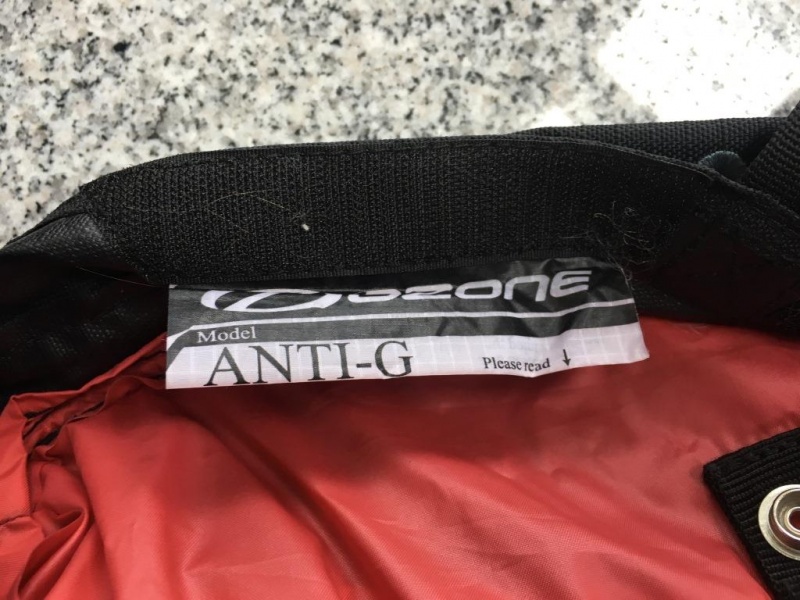 OZONE
Model
ANTI-G
Please read ↓